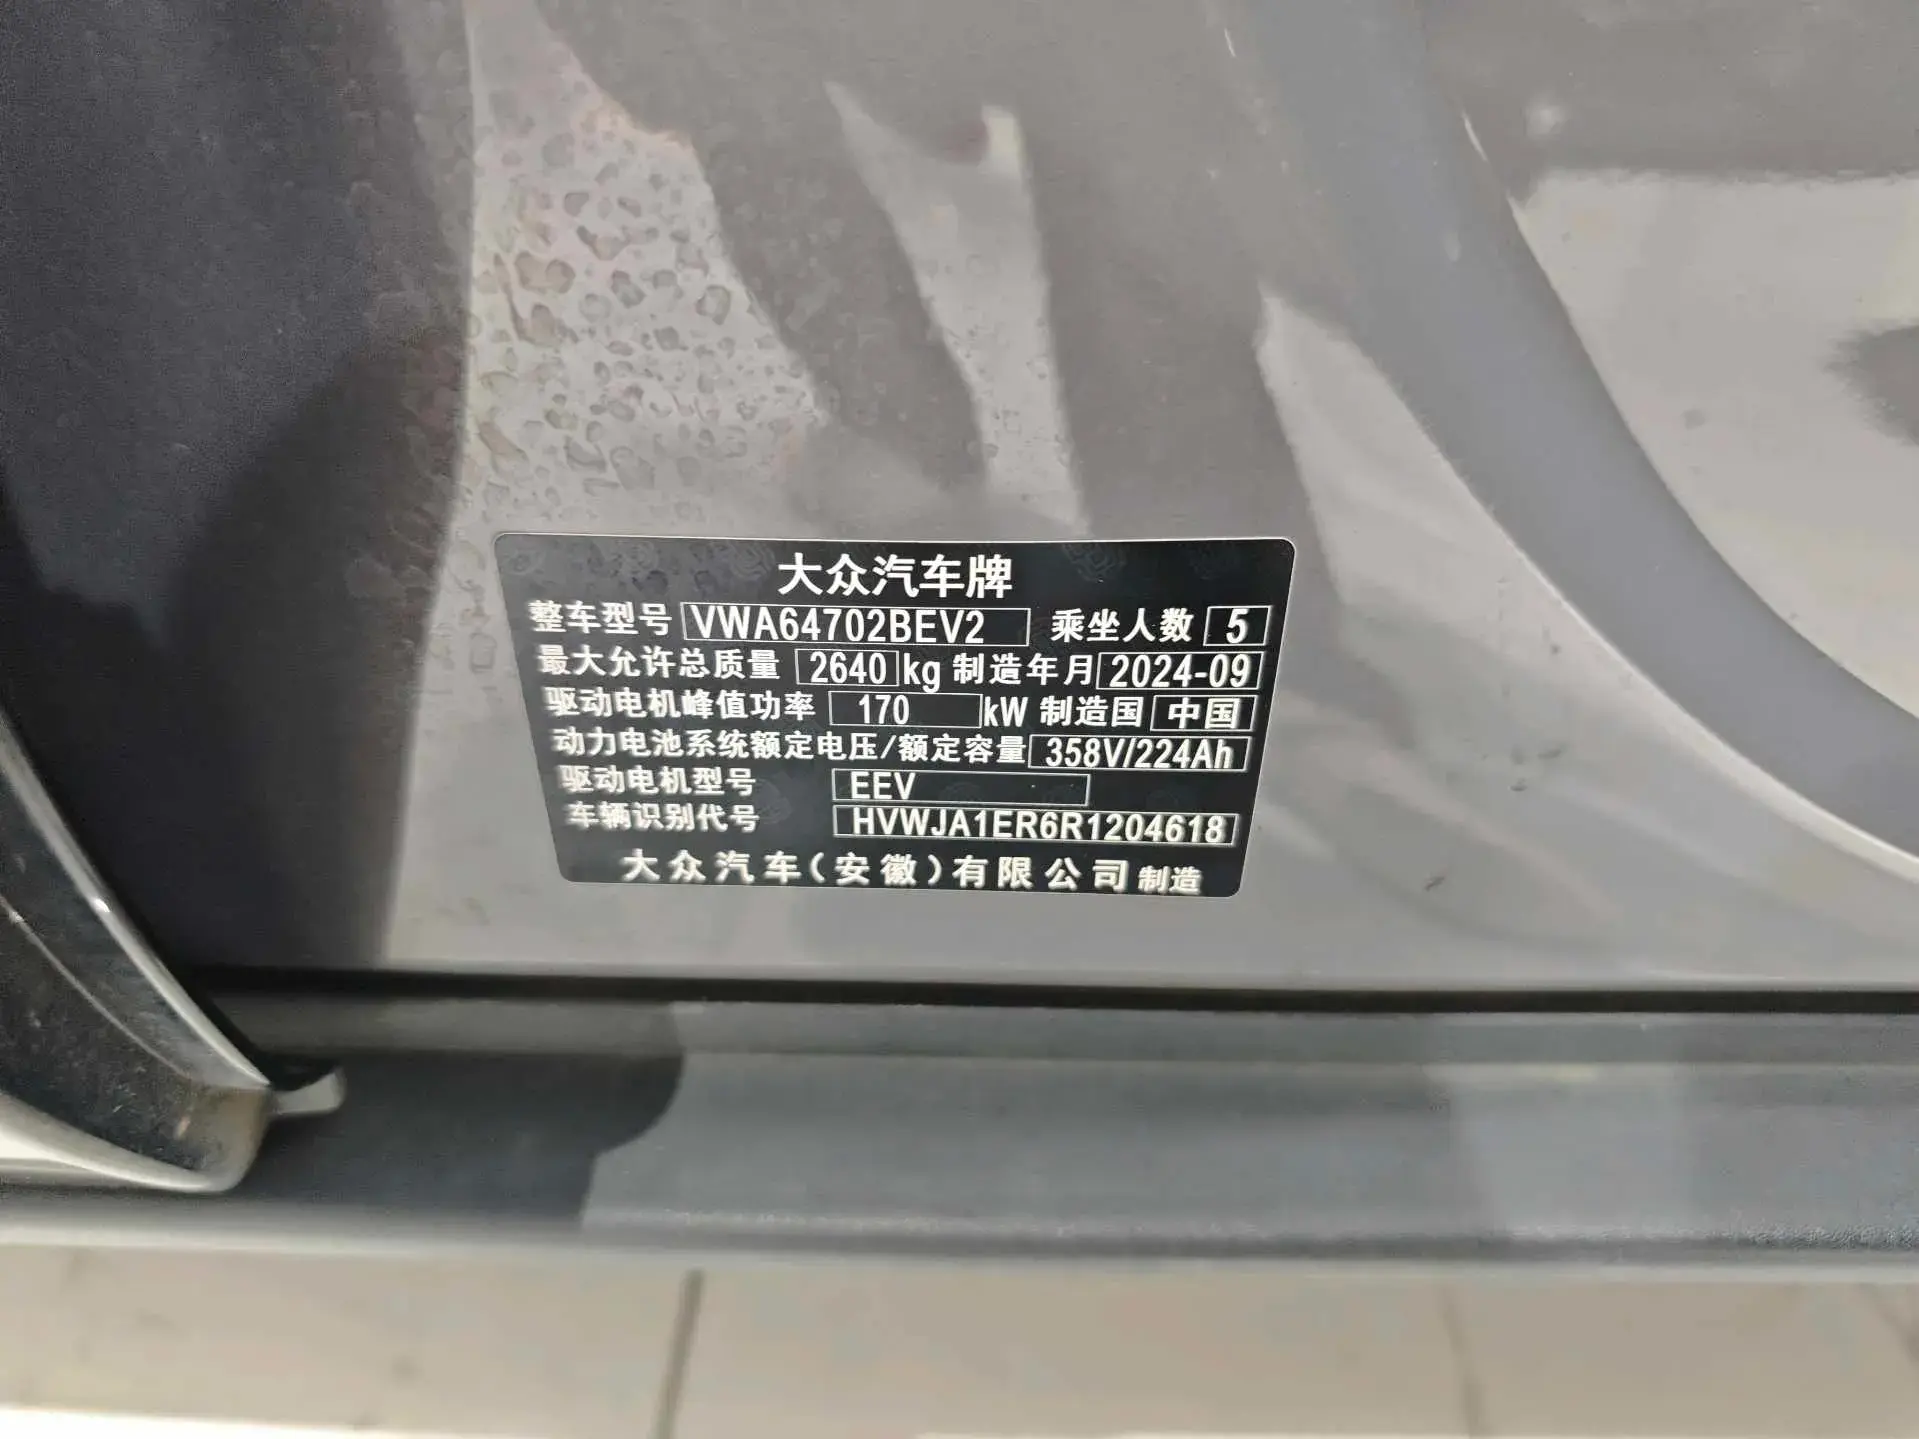 大众汽车牌
整车型号 VWA64702BEV2 乘坐人数 5
最大允许总质量 2640 kg 制造年月 2024-09
驱动电机峰值功率 170 kW 制造国 中国
动力电池系统额定电压/额定容量 358V/224Ah
驱动电机型号 EEV
车辆识别代号 HVWJA1ER6R1204618
大众汽车(安徽)有限公司 制造